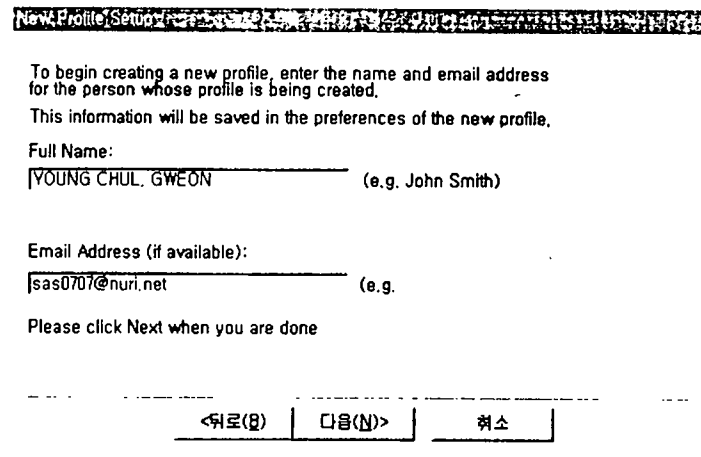 New Profile Setup
To begin creating a new profile, enter the name and email address
for the person whose profile is being created.
This information will be saved in the preferences of the new profile.
Full Name:
YOUNG CHUL. GWEON (e.g. John Smith)
Email Address (if available):
sas0707@nuri.net (e.g.
Please click Next when you are done
<뒤로(B) 다음(N)> 취소